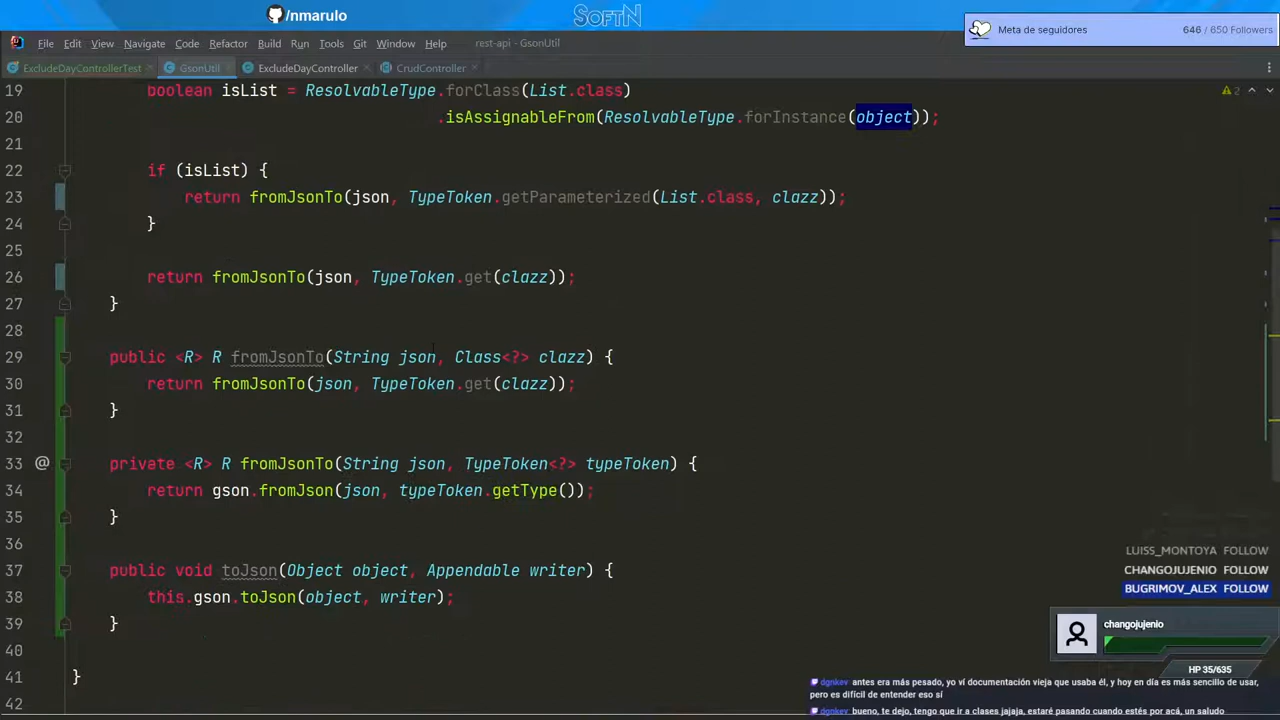 /nmarulo
SoftN
Meta de seguidores
646 / 650 Followers
File Edit View Navigate Code Refactor Build Run Tools Git Window Help rest-api - GsonUtil
ExcludeDayControllerTest GsonUtil ExcludeDayController CrudController
19 boolean isList = ResolvableType.forClass(List.class)
2
20 .isAssignableFrom(ResolvableType.forInstance(object));
21
22 if (isList) {
23 return fromJsonTo(json, TypeToken.getParameterized(List.class, clazz));
24 }
25
26 return fromJsonTo(json, TypeToken.get(clazz));
27 }
28
29 public <R> R fromJsonTo(String json, Class<?> clazz) {
30 return fromJsonTo(json, TypeToken.get(clazz));
31 }
32
33 @ private <R> R fromJsonTo(String json, TypeToken<?> typeToken) {
34 return gson.fromJson(json, typeToken.getType());
35 }
36
37 public void toJson(Object object, Appendable writer) {
38 this.gson.toJson(object, writer);
39 }
40
41 }
42
LUISS_MONTOYA FOLLOW
CHANGOJUJENIO FOLLOW
BUGRIMOV_ALEX FOLLOW
changojujenio
HP 35/635
dgnkev antes era más pesado, yo ví documentación vieja que usaba él, y hoy en día es más sencillo de usar,
pero es difícil de entender eso sí
dgnkev bueno, te dejo, tengo que ir a clases jajaja, estaré pasando cuando estés por acá, un saludo